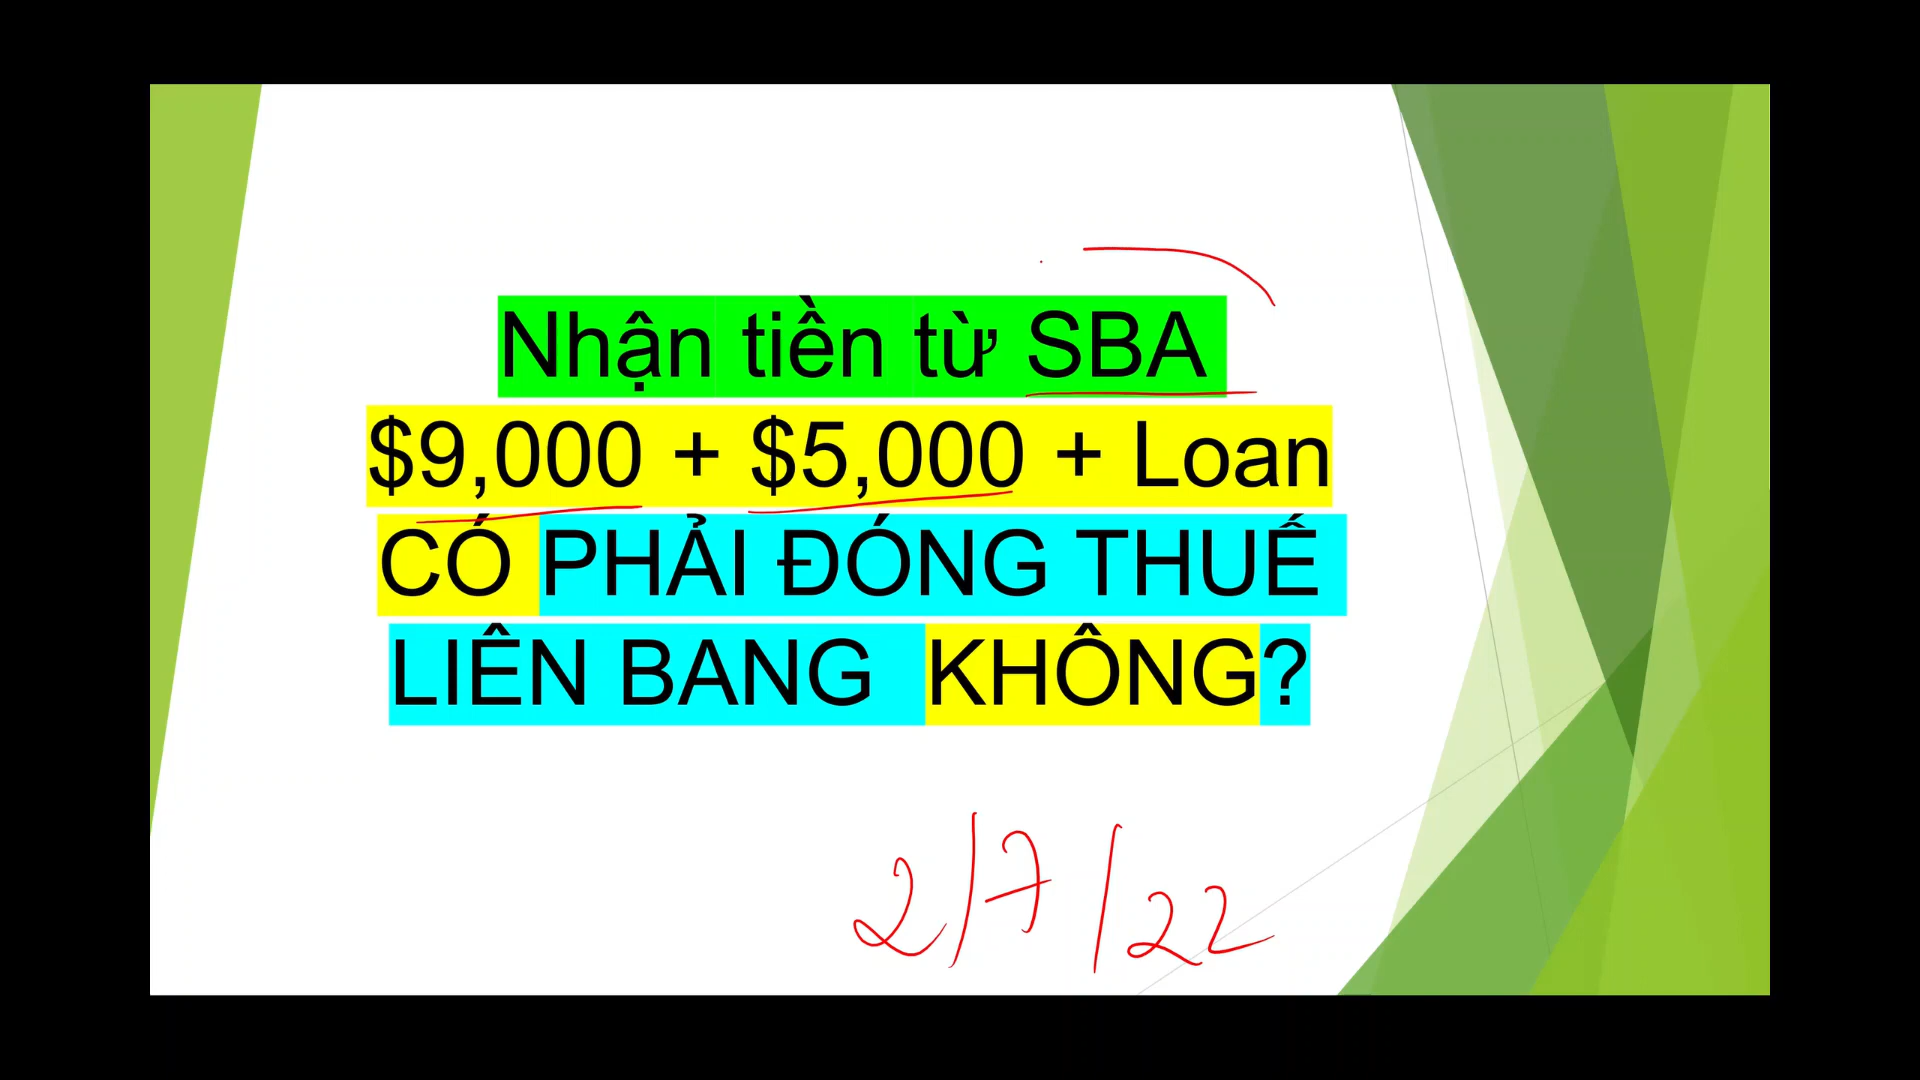 Nhận tiền từ SBA
$9,000 + $5,000 + Loan
CÓ PHẢI ĐÓNG THUẾ
LIÊN BANG KHÔNG?
2/7/22